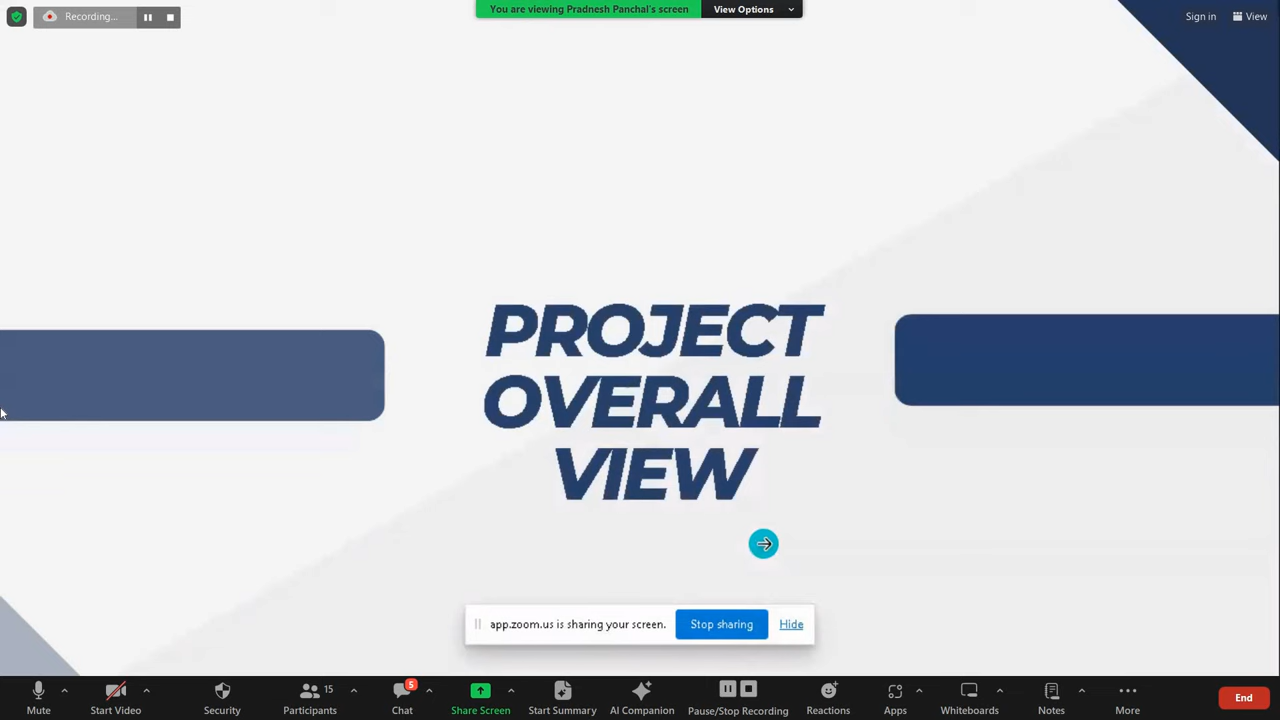 Recording...
You are viewing Pradnesh Panchal's screen
View Options
Sign in
View
PROJECT
OVERALL
VIEW
app.zoom.us is sharing your screen.
Stop sharing
Hide
Mute
Start Video
Security
15
Participants
5
Chat
Share Screen
Start Summary
AI Companion
Pause/Stop Recording
Reactions
Apps
Whiteboards
Notes
More
End